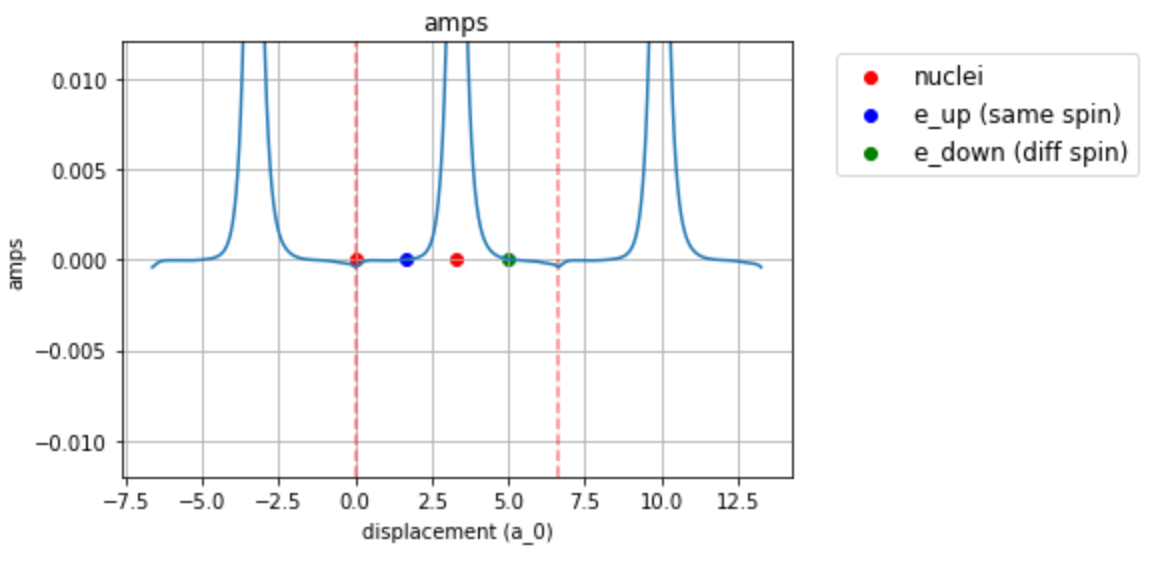 amps
nuclei
e_up (same spin)
e_down (diff spin)
0.010
0.005
0.000
−0.005
−0.010
amps
−7.5 −5.0 −2.5 0.0 2.5 5.0 7.5 10.0 12.5
displacement (a_0)